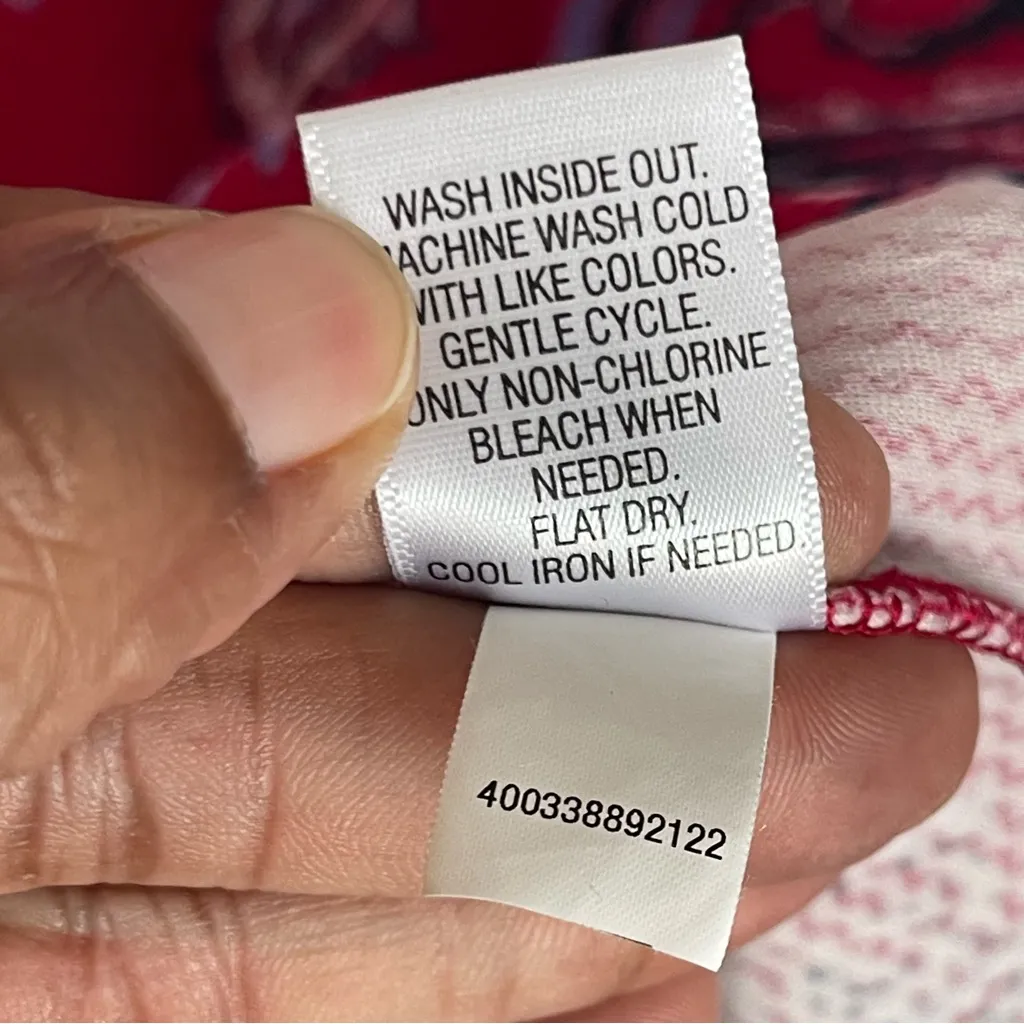 WASH INSIDE OUT.
MACHINE WASH COLD
WITH LIKE COLORS.
GENTLE CYCLE.
ONLY NON-CHLORINE
BLEACH WHEN
NEEDED.
FLAT DRY.
COOL IRON IF NEEDED.
400338892122